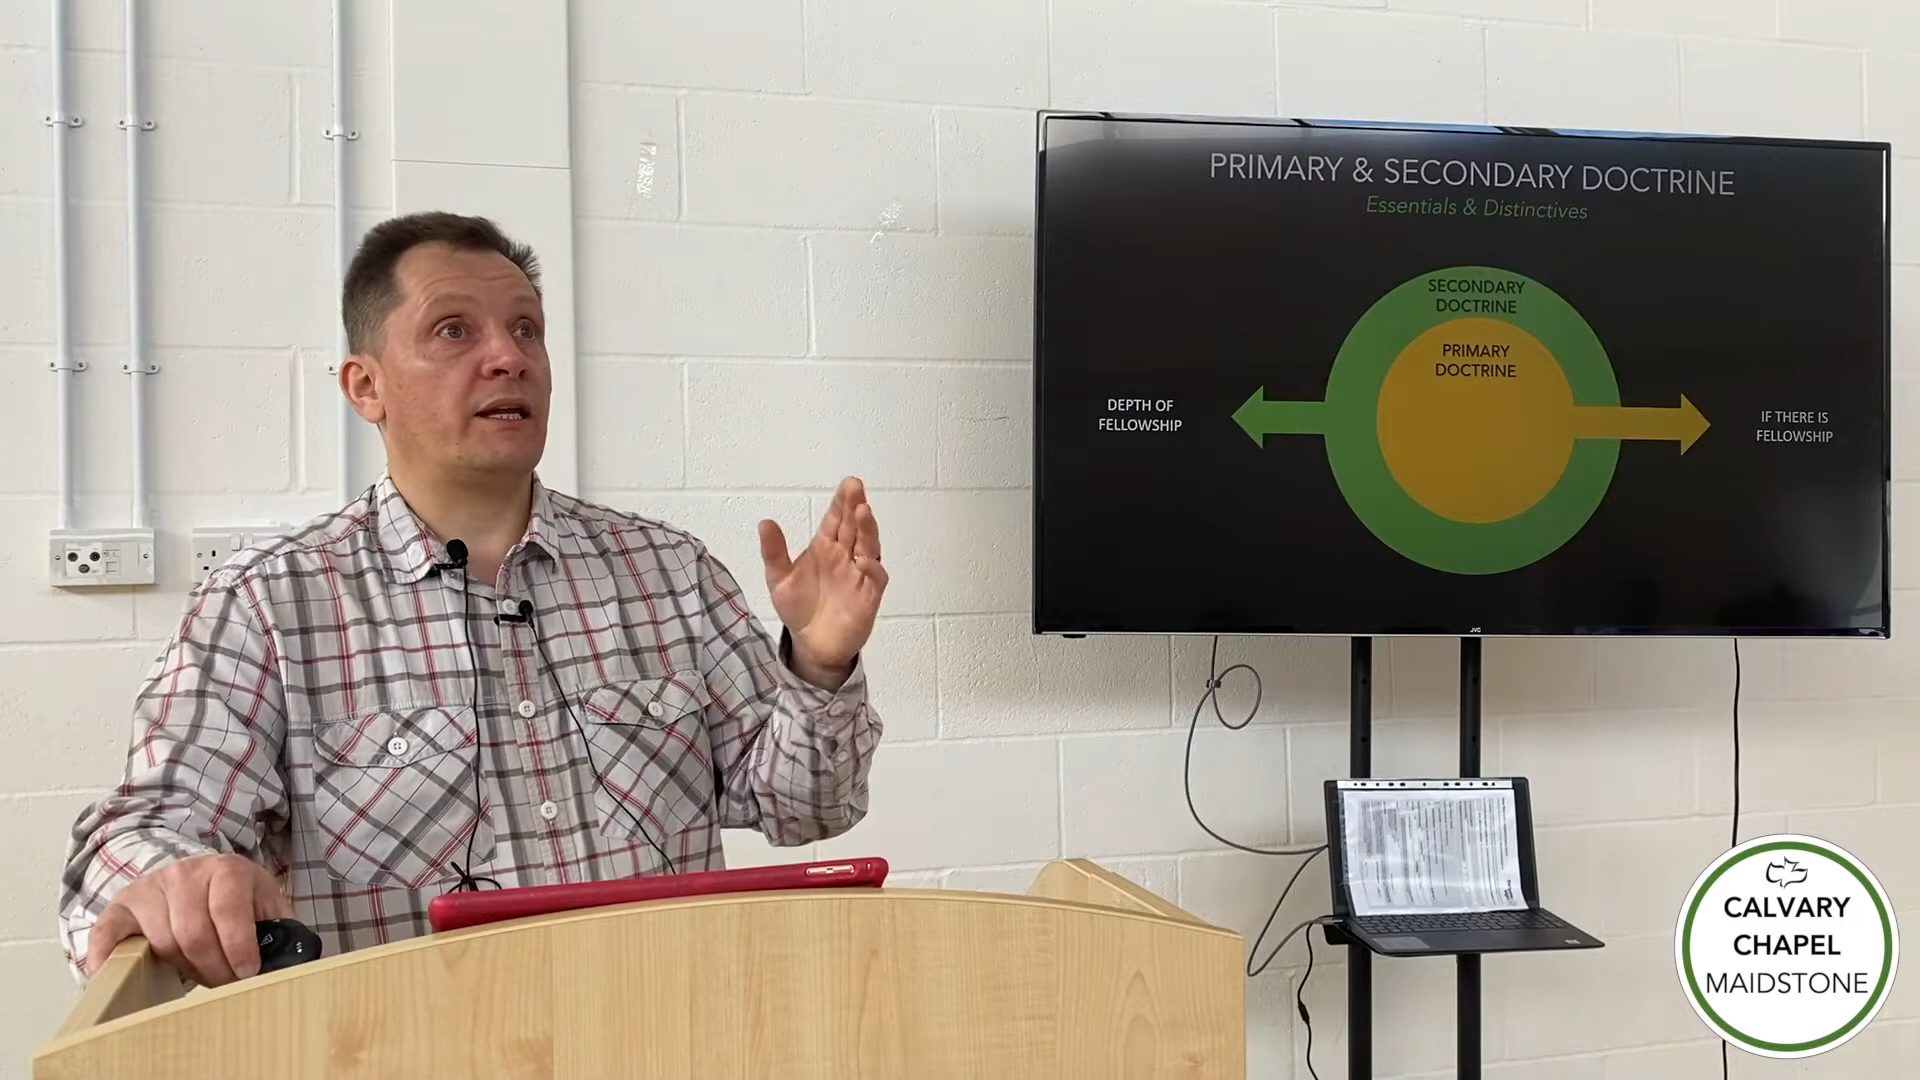 PRIMARY & SECONDARY DOCTRINE
Essentials & Distinctives
SECONDARY
DOCTRINE
PRIMARY
DOCTRINE
DEPTH OF
FELLOWSHIP
IF THERE IS
FELLOWSHIP
JVC
CALVARY
CHAPEL
MAIDSTONE